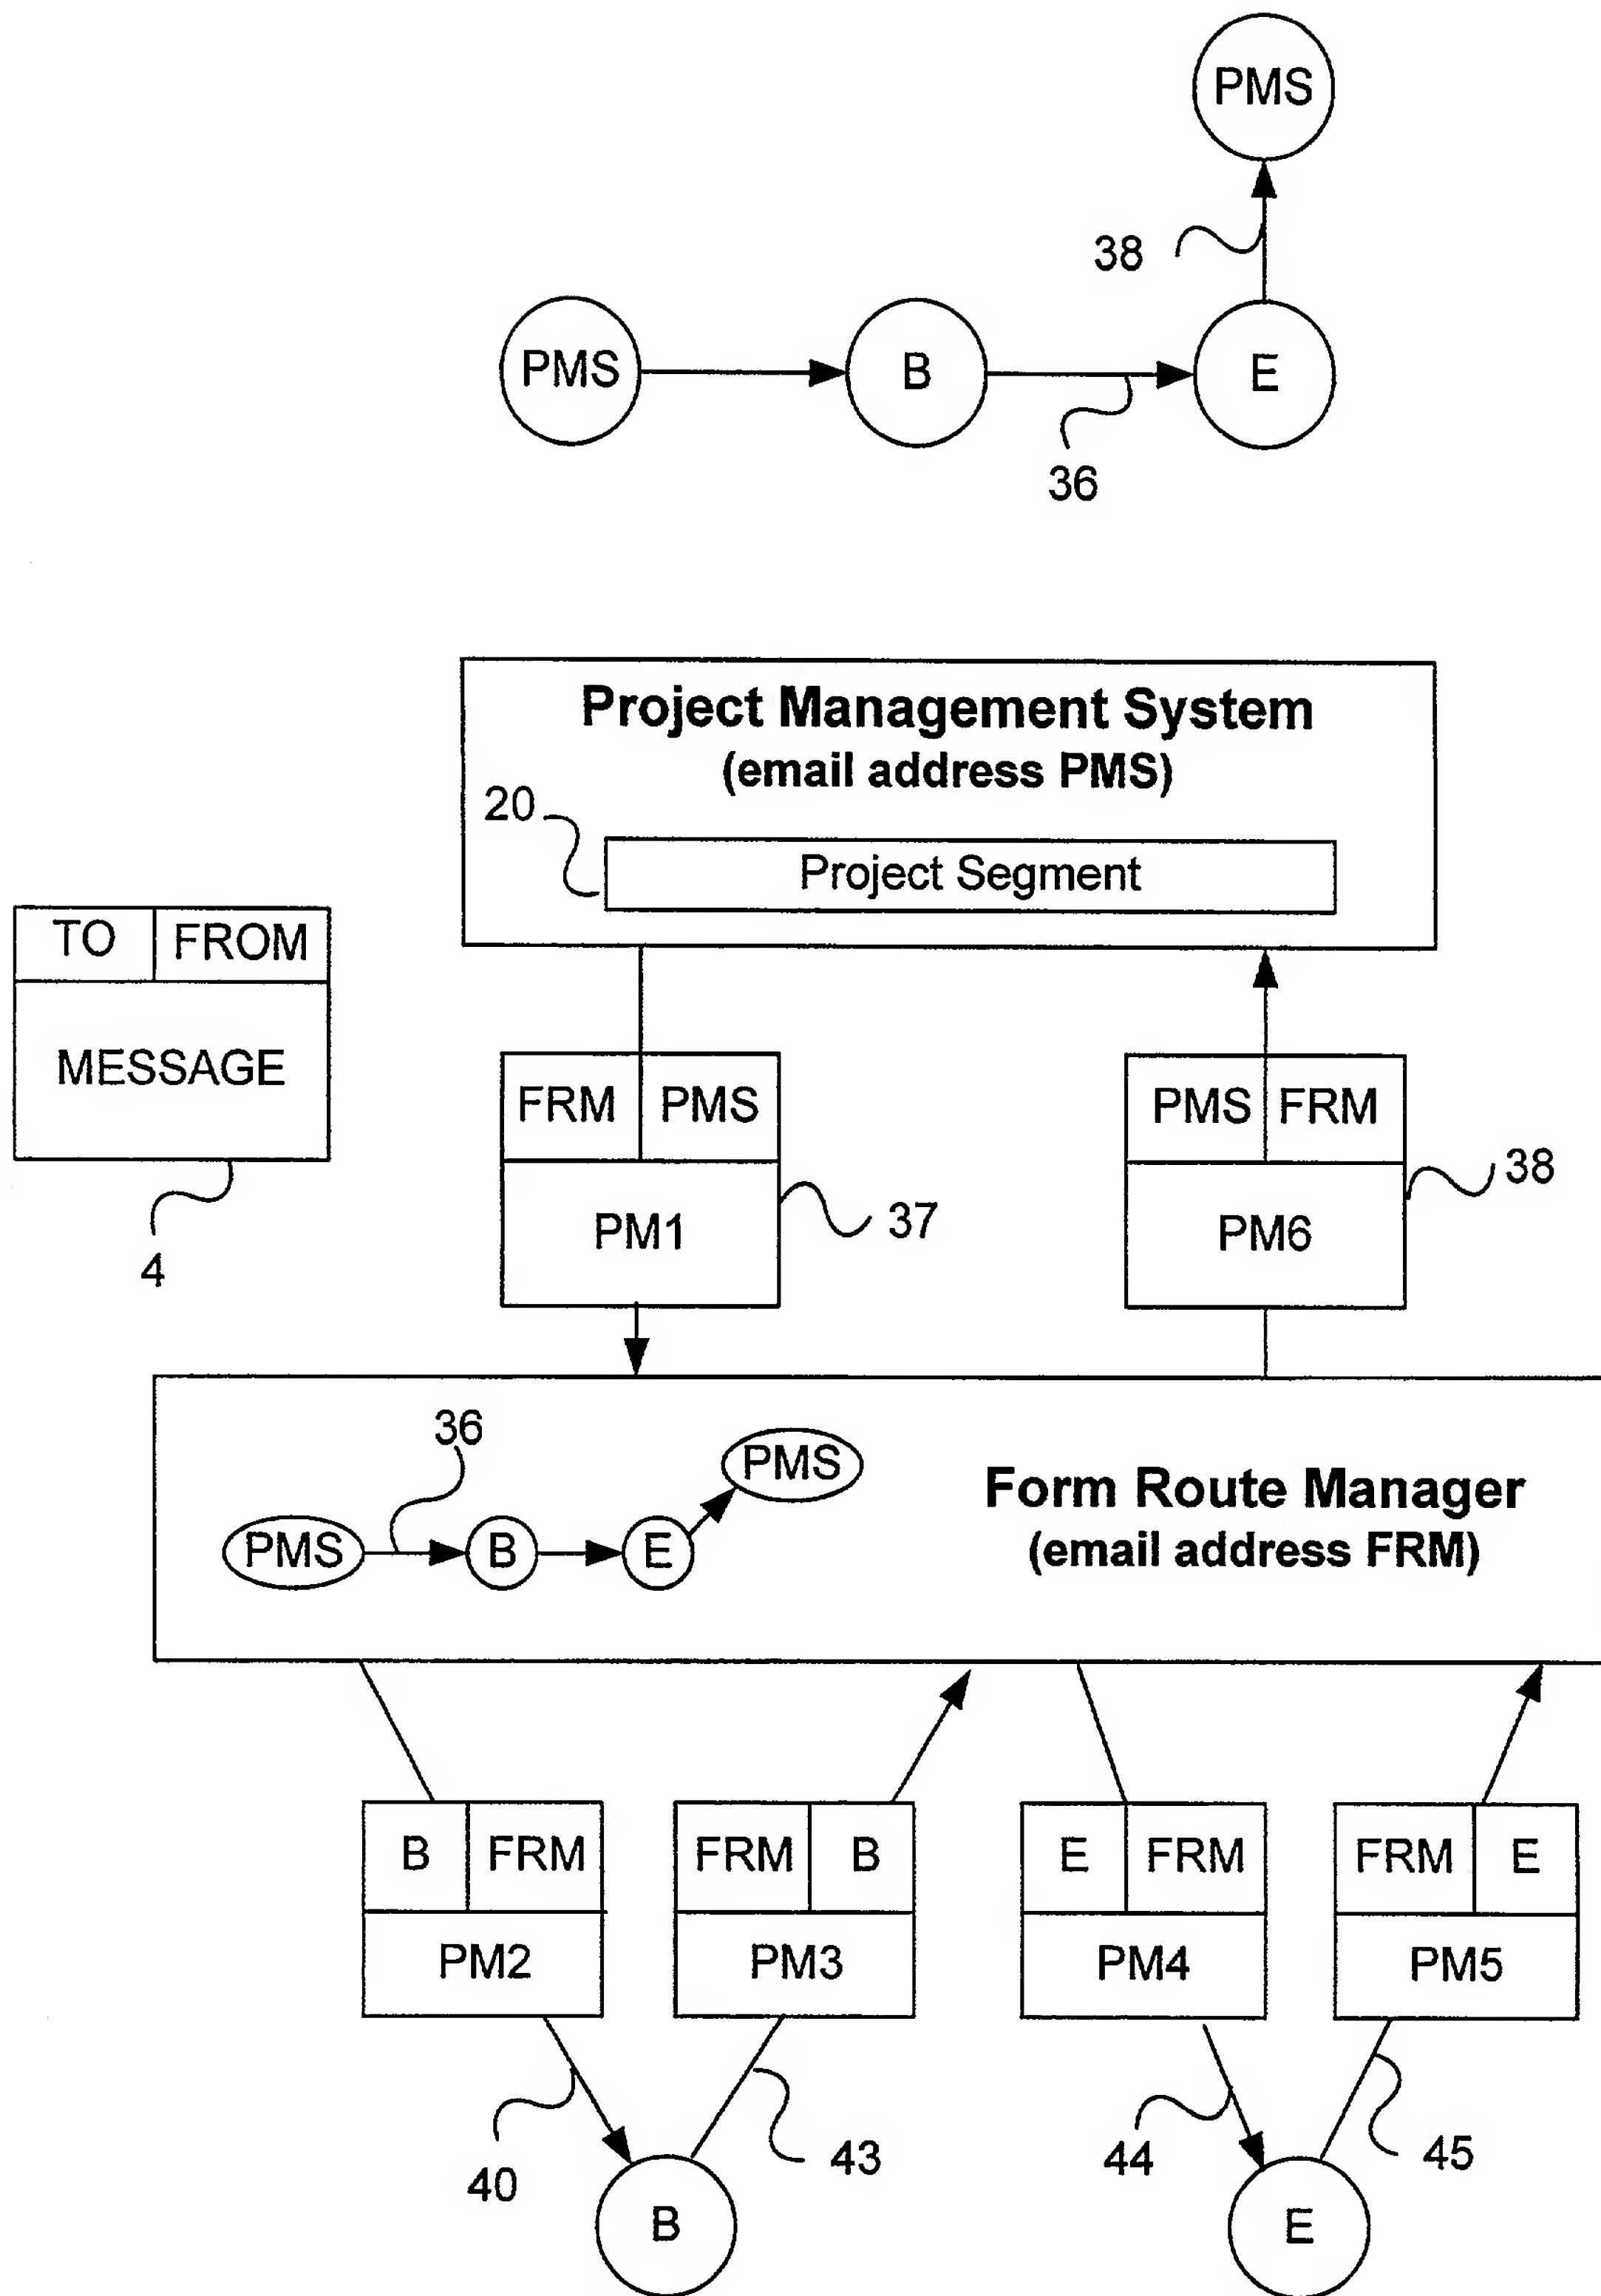 PMS
38
PMS
B
E
36
Project Management System
(email address PMS)
20
Project Segment
TO
FROM
MESSAGE
4
FRM
PMS
PM1
37
PMS
FRM
PM6
38
36
PMS
PMS
B
E
Form Route Manager
(email address FRM)
B
FRM
PM2
FRM
B
PM3
E
FRM
PM4
FRM
E
PM5
40
43
44
45
B
E